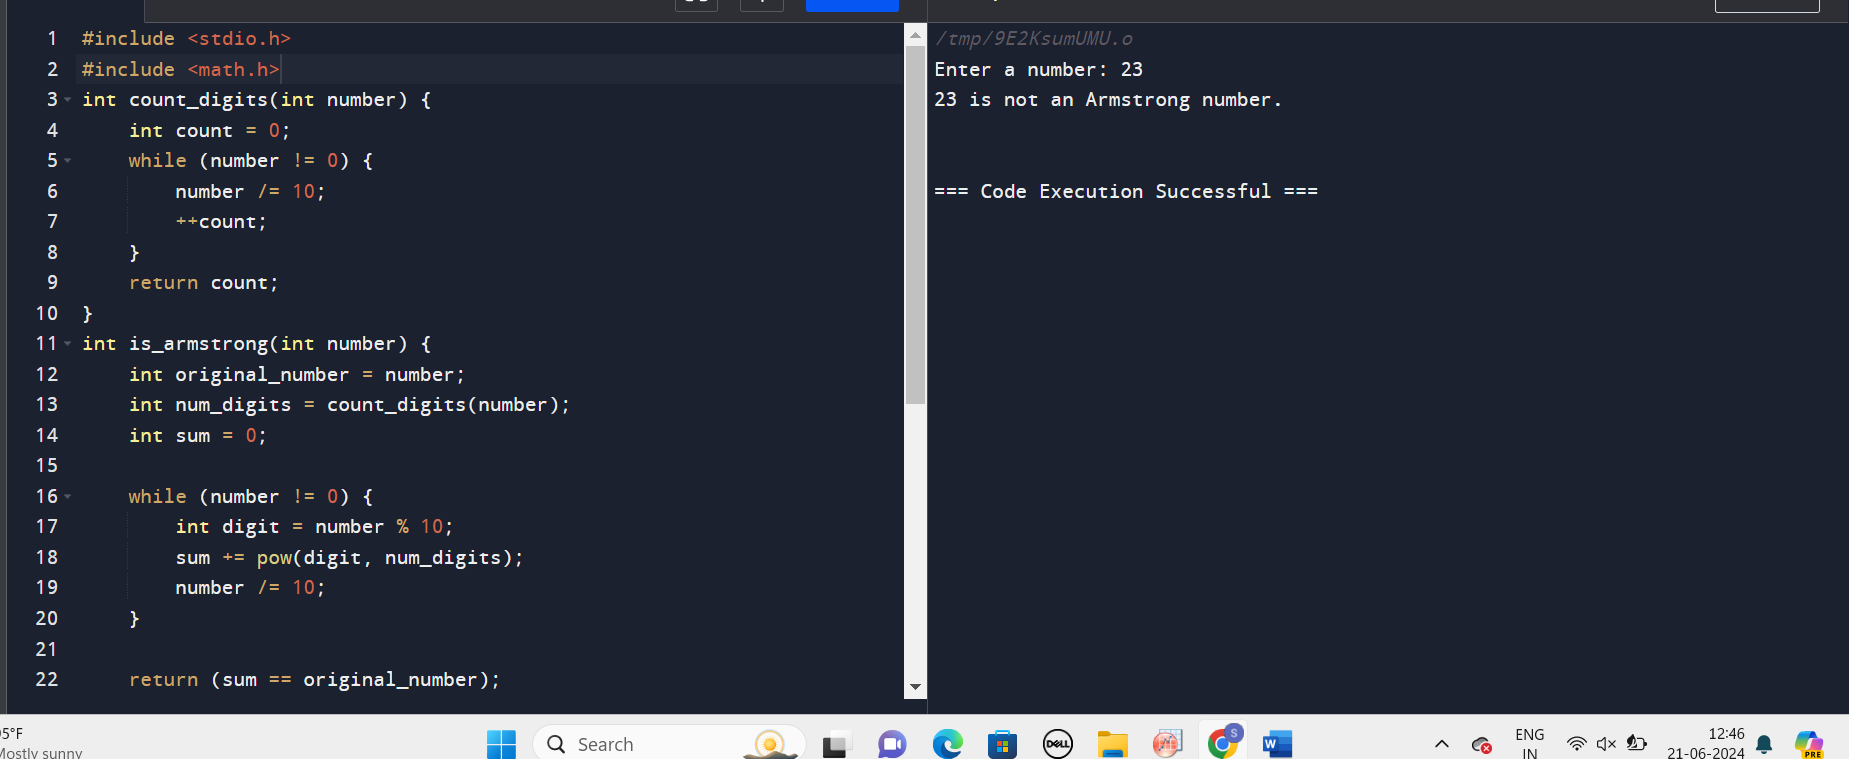 1 #include <stdio.h>
2 #include <math.h>
3 int count_digits(int number) {
4 int count = 0;
5 while (number != 0) {
6 number /= 10;
7 ++count;
8 }
9 return count;
10 }
11 int is_armstrong(int number) {
12 int original_number = number;
13 int num_digits = count_digits(number);
14 int sum = 0;
15
16 while (number != 0) {
17 int digit = number % 10;
18 sum += pow(digit, num_digits);
19 number /= 10;
20 }
21
22 return (sum == original_number);
/tmp/9E2KsumUMU.o
Enter a number: 23
23 is not an Armstrong number.
=== Code Execution Successful ===
5°F
Mostly sunny
Search
DELL
S
W
ENG
IN
12:46
21-06-2024
PRE